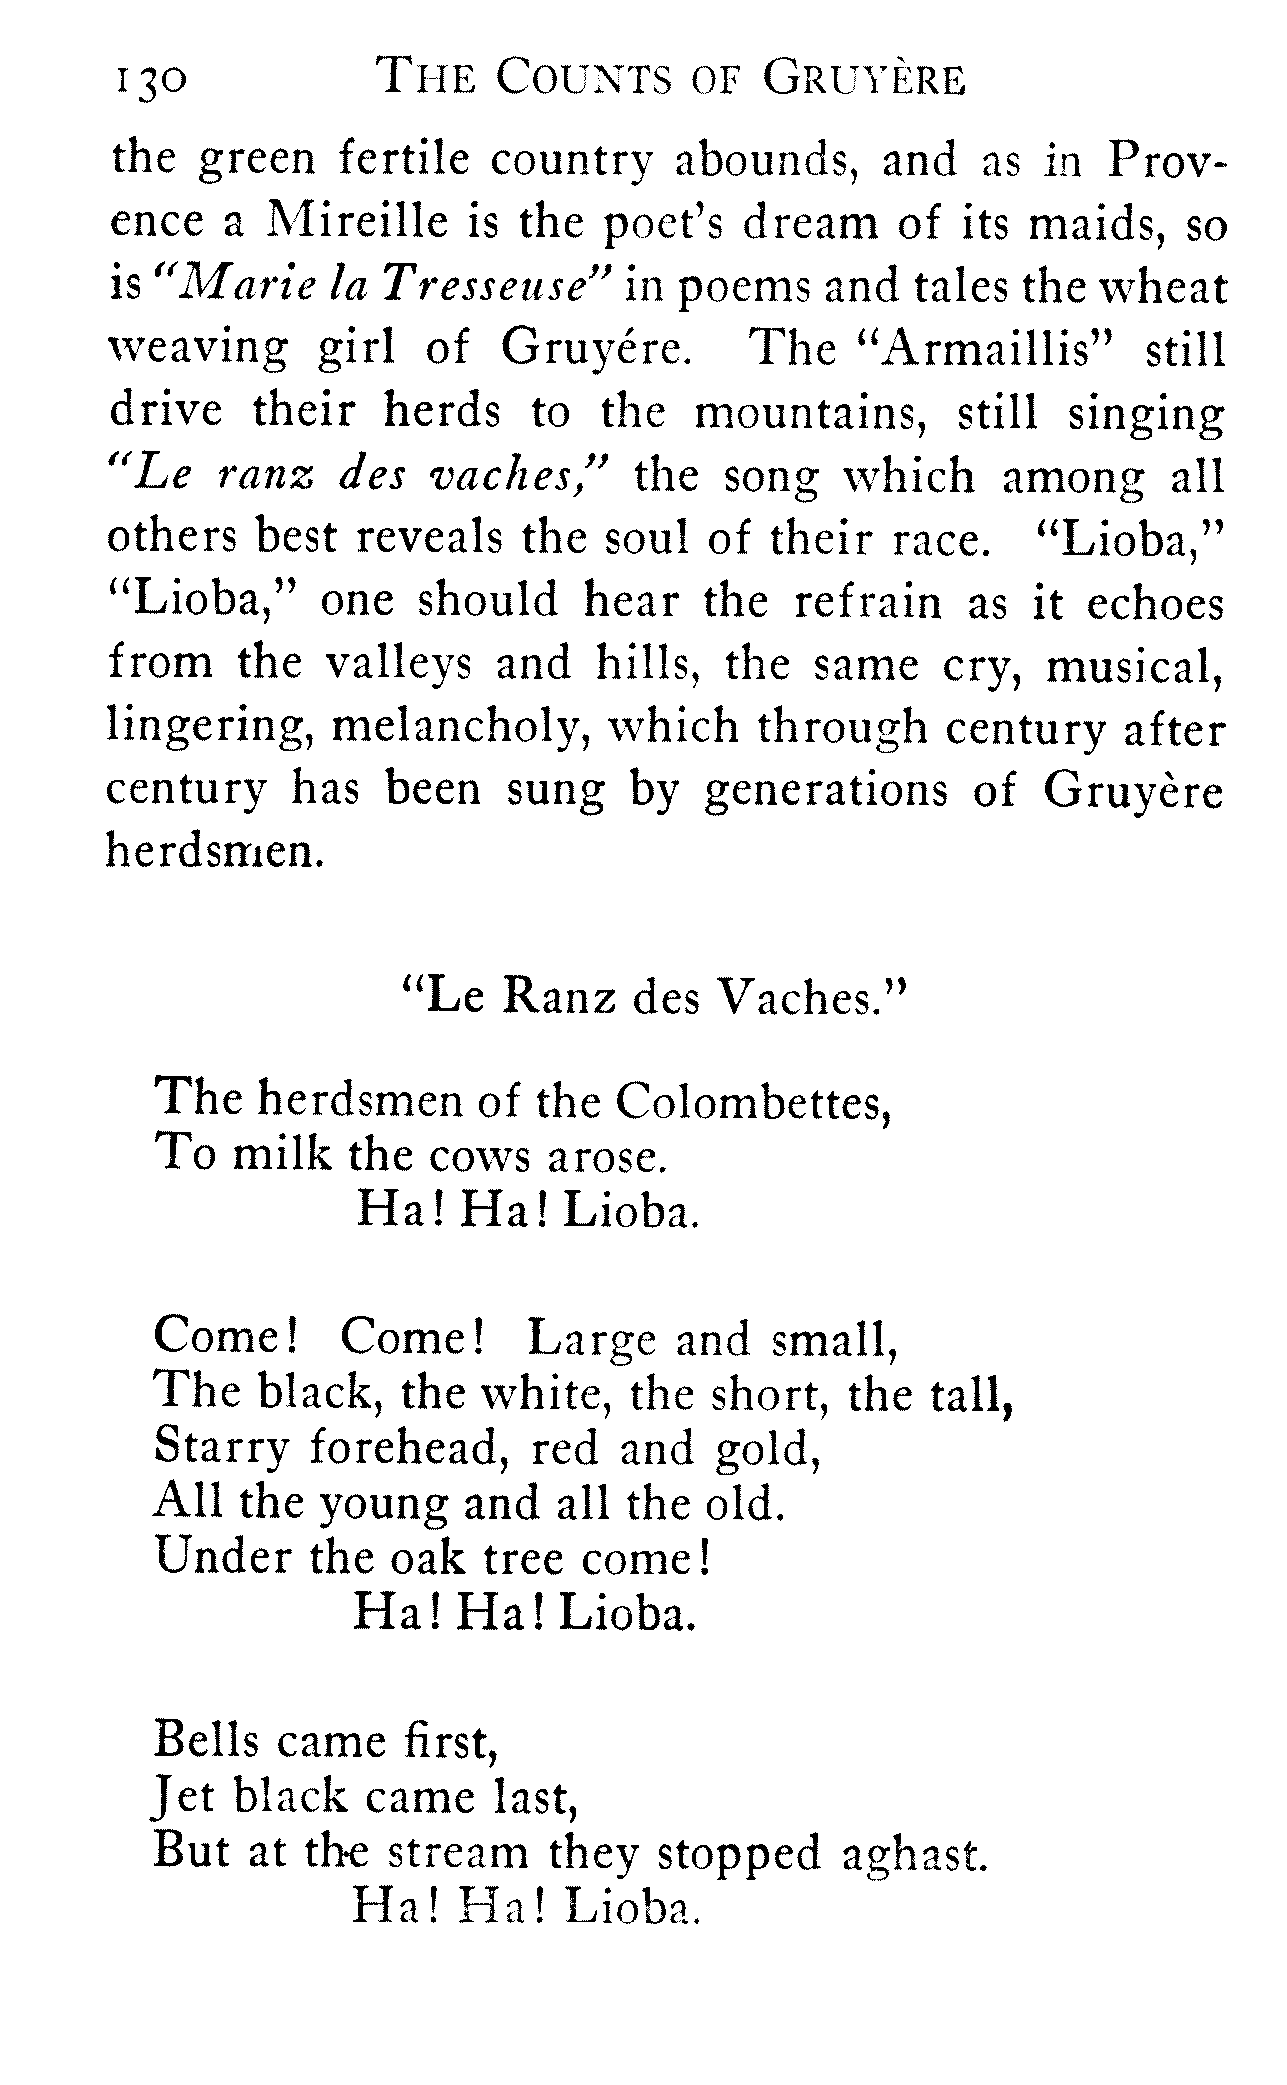 130 THE COUNTS OF GRUYÈRE
the green fertile country abounds, and as in Prov-
ence a Mireille is the poet's dream of its maids, so
is "Marie la Tresseuse" in poems and tales the wheat
weaving girl of Gruyére. The "Armaillis" still
drive their herds to the mountains, still singing
"Le ranz des vaches," the song which among all
others best reveals the soul of their race. "Lioba,"
"Lioba," one should hear the refrain as it echoes
from the valleys and hills, the same cry, musical,
lingering, melancholy, which through century after
century has been sung by generations of Gruyère
herdsmen.
"Le Ranz des Vaches."
The herdsmen of the Colombettes,
To milk the cows arose.
Ha! Ha! Lioba.
Come! Come! Large and small,
The black, the white, the short, the tall,
Starry forehead, red and gold,
All the young and all the old.
Under the oak tree come!
Ha! Ha! Lioba.
Bells came first,
Jet black came last,
But at the stream they stopped aghast.
Ha! Ha! Lioba.